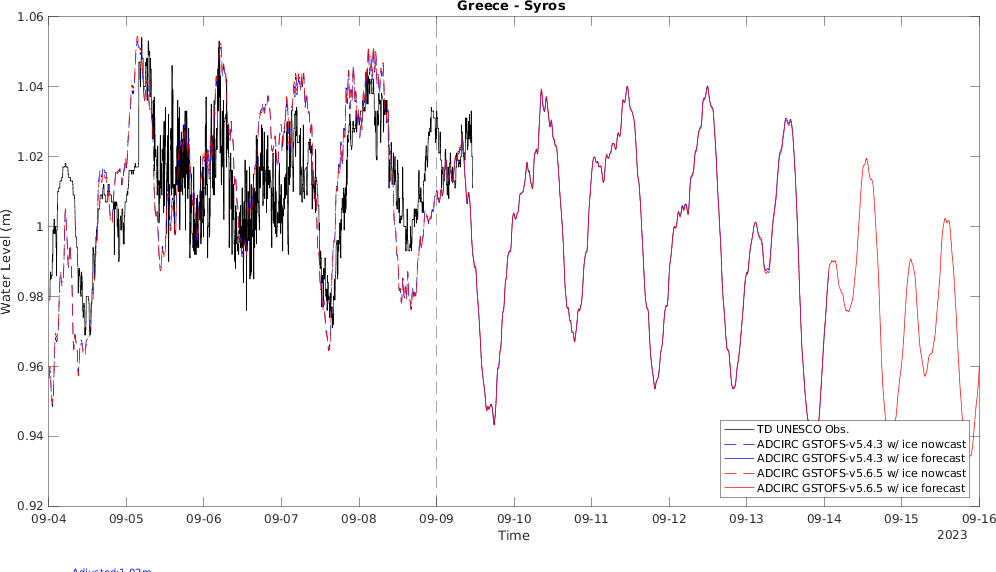 Greece - Syros
1.06
1.04
1.02
1
0.98
0.96
0.94
0.92
Water Level (m)
TD UNESCO Obs.
ADCIRC GSTOFS-v5.4.3 w/ ice nowcast
ADCIRC GSTOFS-v5.4.3 w/ ice forecast
ADCIRC GSTOFS-v5.6.5 w/ ice nowcast
ADCIRC GSTOFS-v5.6.5 w/ ice forecast
09-04 09-05 09-06 09-07 09-08 09-09 09-10 09-11 09-12 09-13 09-14 09-15 09-16
Time
2023
Adjusted:1.02m